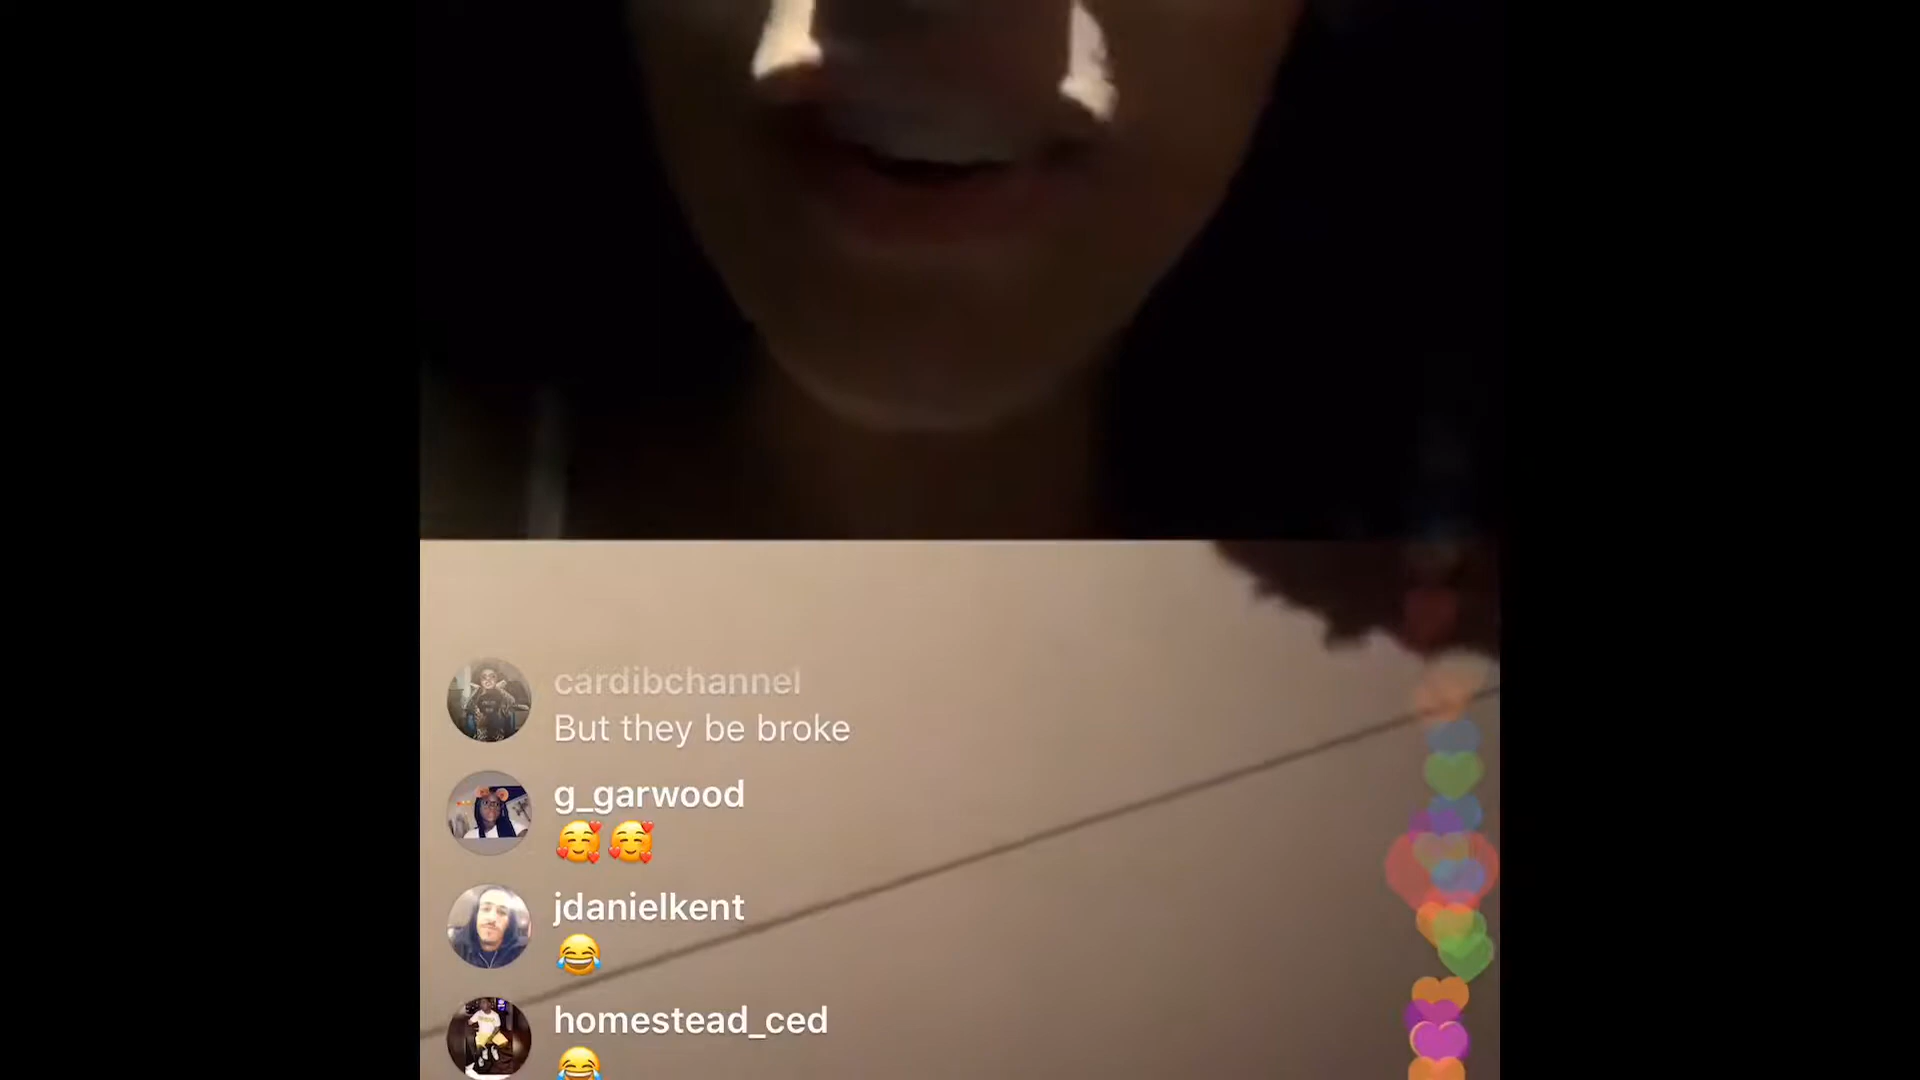 cardibchannel
But they be broke
g_garwood
🥰🥰
jdanielkent
😂
homestead_ced
😂